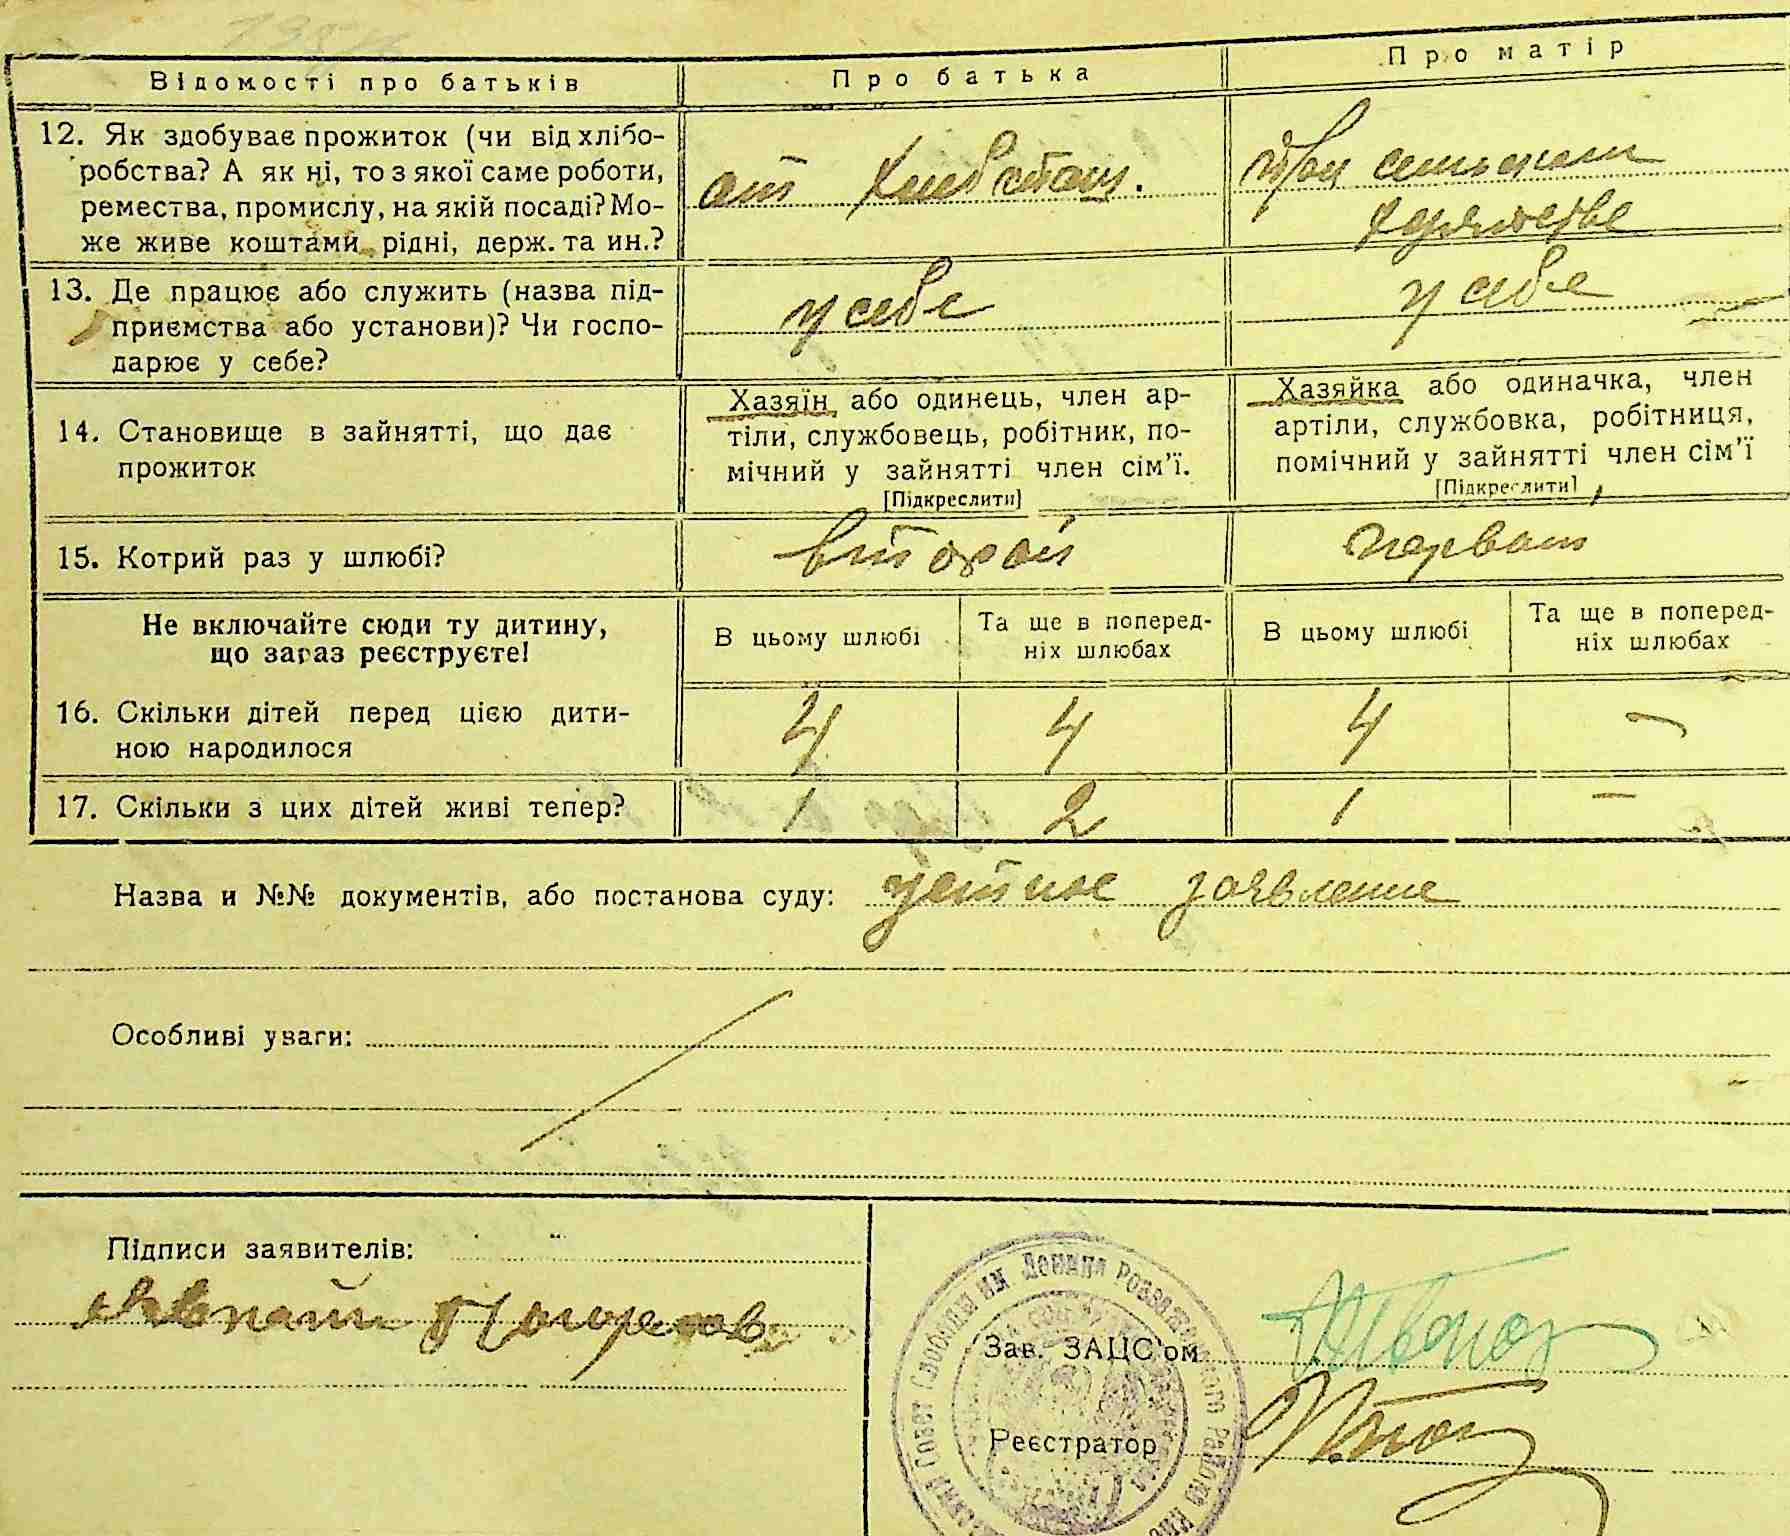 Відомості про батьків
Про батька
Про матір
12. Як здобуває прожиток (чи від хлібо-
робства? А як ні, то з якої саме роботи,
ремества, промислу, на якій посаді? Мо-
же живе коштами рідні, держ. та ин.?
от
при
13. Де працює або служить (назва під-
приємства або установи)? Чи госпо-
дарює у себе?
у себе
у себе
14. Становище в зайнятті, що дає
прожиток
Хазяїн або одинець, член ар-
тіли, службовець, робітник, по-
мічний у зайнятті член сім'ї.
[Підкреслити]
Хазяйка або одиначка, член
артіли, службовка, робітниця,
помічний у зайнятті член сім'ї
[Підкреслити]
15. Котрий раз у шлюбі?
второй
первот
Не включайте сюди ту дитину,
що зараз реєструєте!
В цьому шлюбі
Та ще в поперед-
ніх шлюбах
В цьому шлюбі
Та ще в поперед-
ніх шлюбах
16. Скільки дітей перед цією дити-
ною народилося
4
4
4
–
17. Скільки з цих дітей живі тепер?
1
2
1
–
Назва и №№ документів, або постанова суду: устное заявление
Особливі уваги:
Підписи заявителів:
Зав. ЗАЦС'ом
Реєстратор